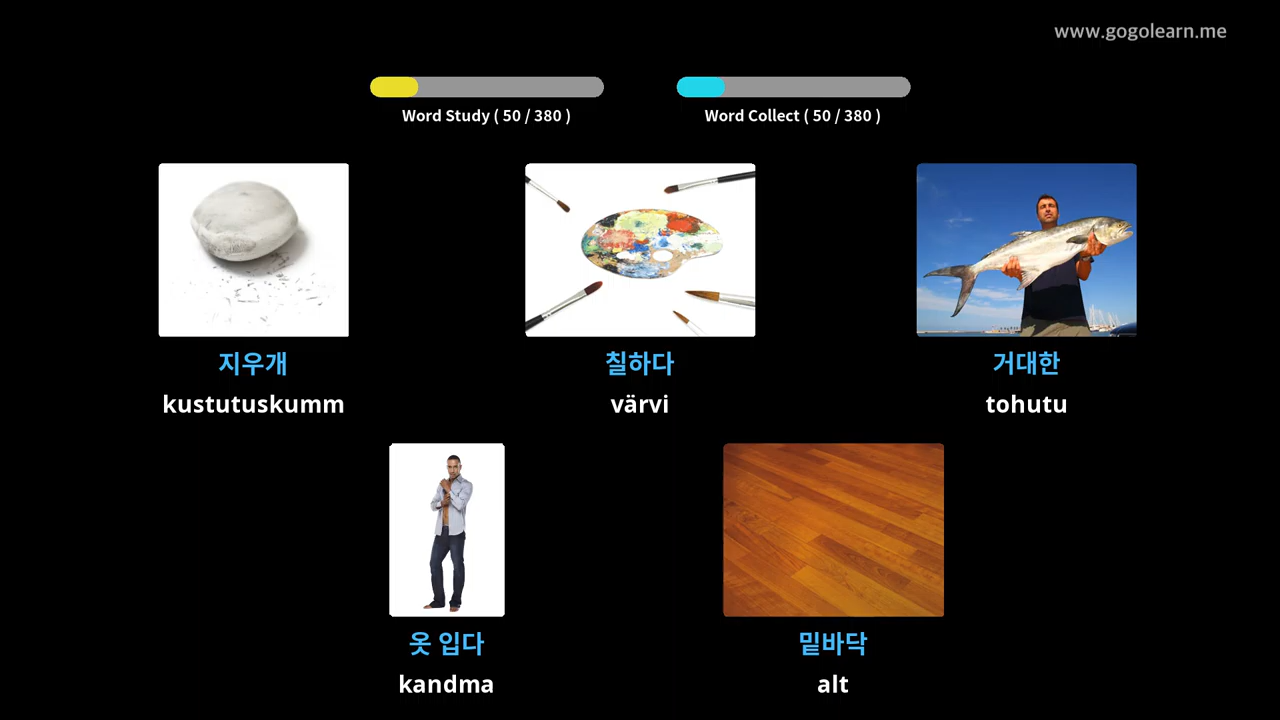 www.gogolearn.me
Word Study ( 50 / 380 )
Word Collect ( 50 / 380 )
지우개
kustutuskumm
칠하다
värvi
거대한
tohutu
옷 입다
kandma
밑바닥
alt